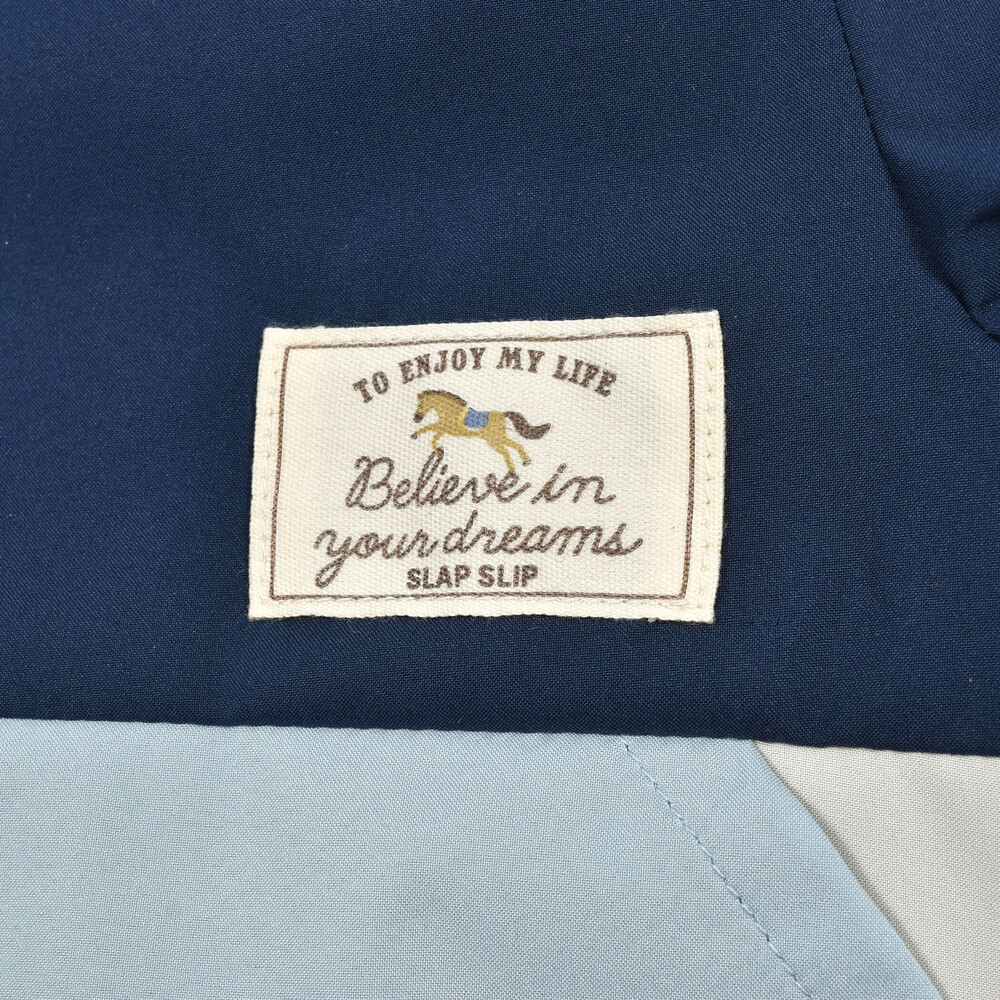 TO ENJOY MY LIFE
Believe in
your dreams
SLAP SLIP